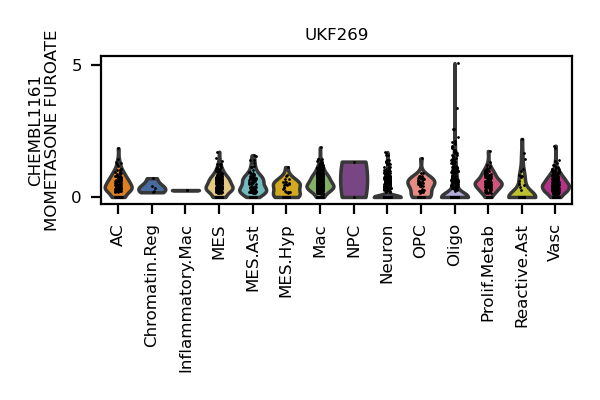 UKF269
CHEMBL1161
MOMETASONE FUROATE
5
0
AC
Chromatin.Reg
Inflammatory.Mac
MES
MES.Ast
MES.Hyp
Mac
NPC
Neuron
OPC
Oligo
Prolif.Metab
Reactive.Ast
Vasc